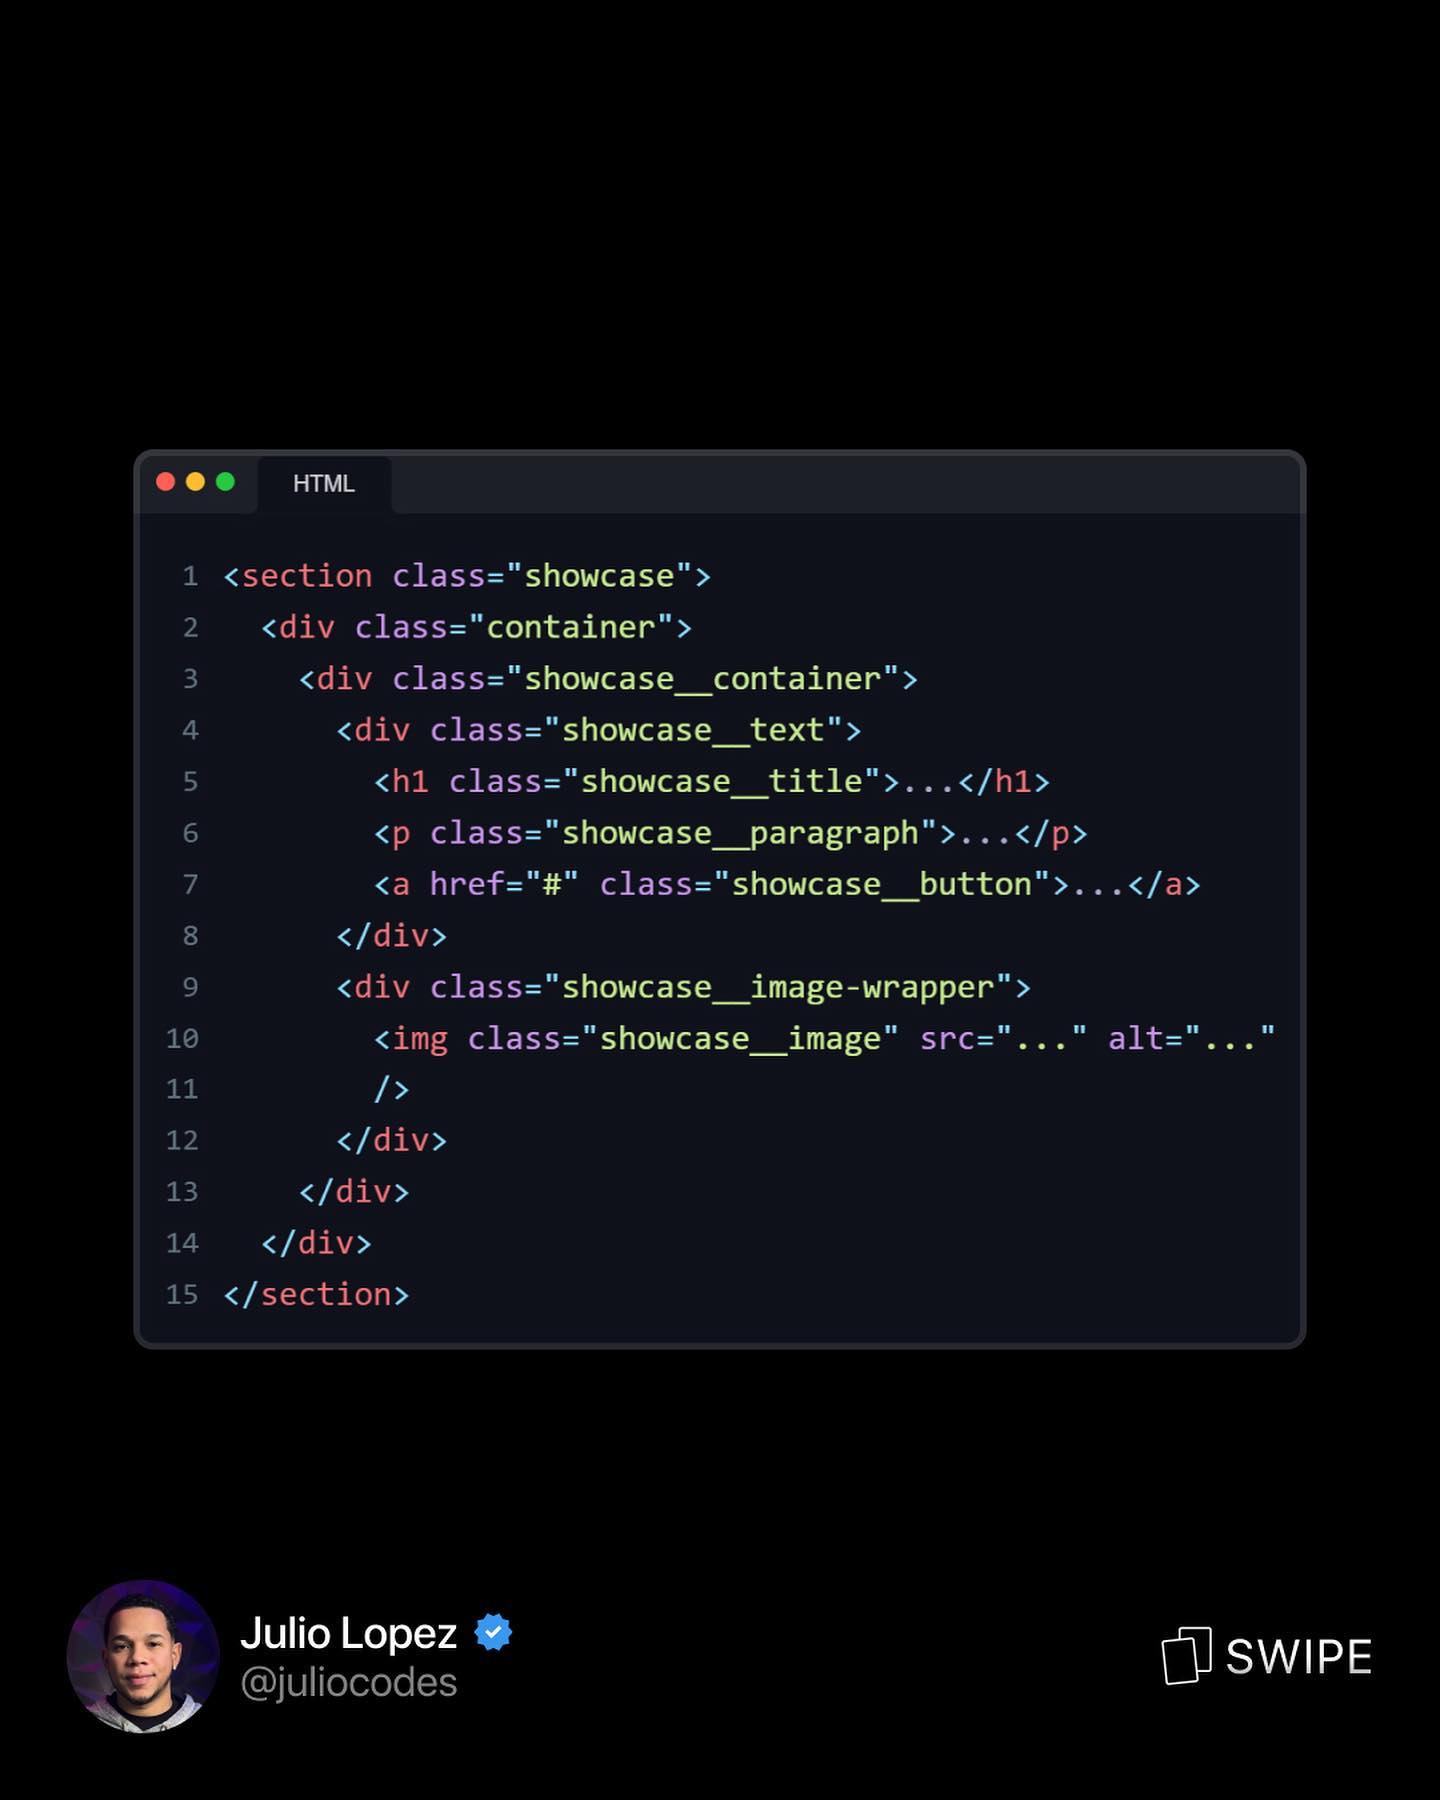 HTML
1 <section class="showcase">
2   <div class="container">
3     <div class="showcase__container">
4       <div class="showcase__text">
5         <h1 class="showcase__title">...</h1>
6         <p class="showcase__paragraph">...</p>
7         <a href="#" class="showcase__button">...</a>
8       </div>
9       <div class="showcase__image-wrapper">
10         <img class="showcase__image" src="..." alt="..."
11         />
12       </div>
13     </div>
14   </div>
15 </section>
Julio Lopez
@juliocodes
SWIPE